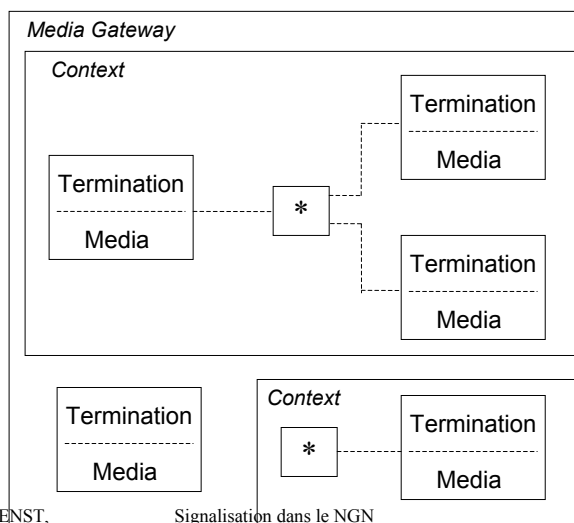 Media Gateway
Context
Termination
Media
Termination
Media
*
Termination
Media
Termination
Media
Context
*
Termination
Media
ENST, Signalisation dans le NGN